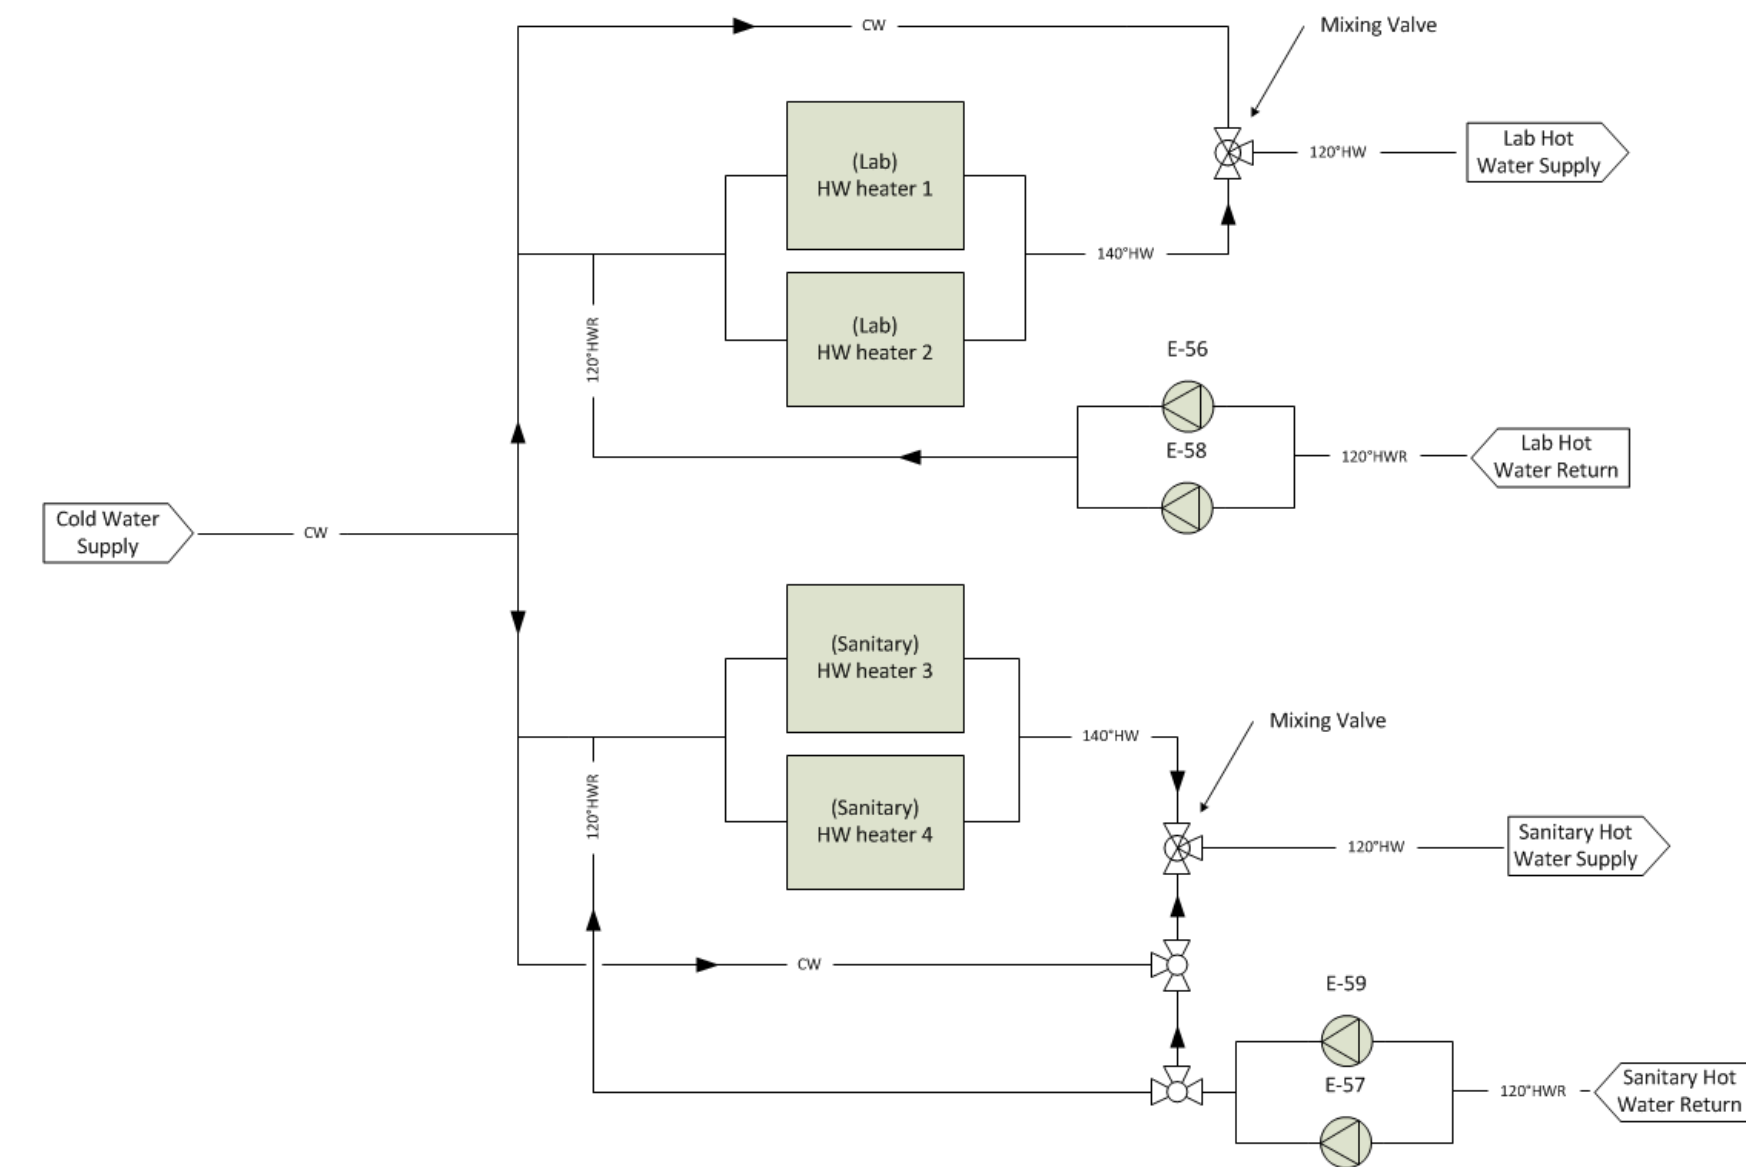 CW
Mixing Valve
(Lab)
HW heater 1
120°HW
Lab Hot
Water Supply
140°HW
(Lab)
HW heater 2
120°HWR
E-56
E-58
120°HWR
Lab Hot
Water Return
Cold Water
Supply
CW
(Sanitary)
HW heater 3
Mixing Valve
140°HW
120°HWR
(Sanitary)
HW heater 4
120°HW
Sanitary Hot
Water Supply
CW
E-59
E-57
120°HWR
Sanitary Hot
Water Return